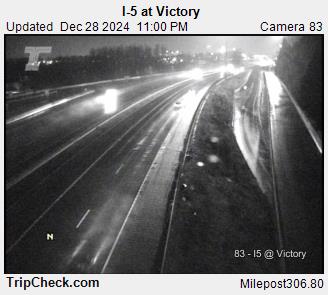 I-5 at Victory
Updated Dec 28 2024 11:00 PM Camera 83
T
N
83 - I5 @ Victory
TripCheck.com Milepost306.80